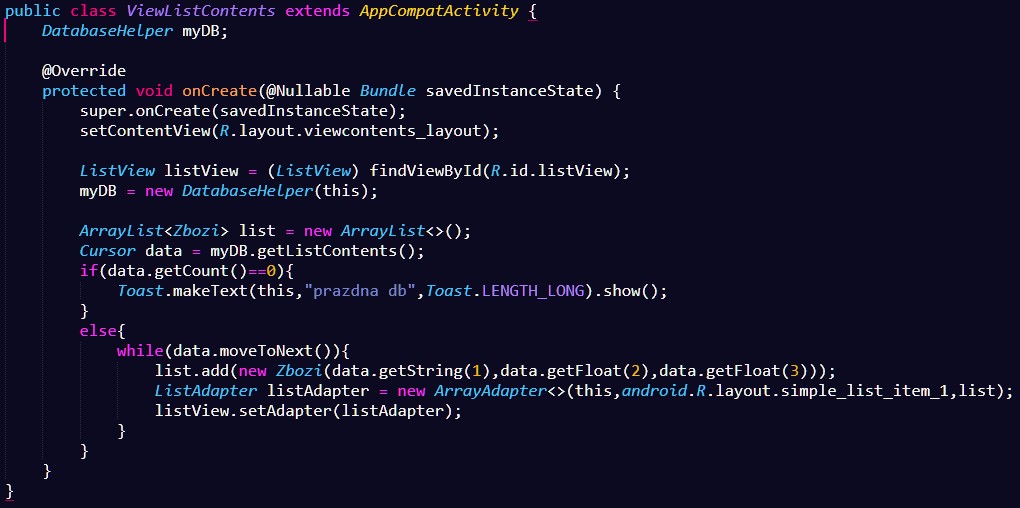 public class ViewListContents extends AppCompatActivity {
    DatabaseHelper myDB;

    @Override
    protected void onCreate(@Nullable Bundle savedInstanceState) {
        super.onCreate(savedInstanceState);
        setContentView(R.layout.viewcontents_layout);

        ListView listView = (ListView) findViewById(R.id.listView);
        myDB = new DatabaseHelper(this);

        ArrayList<Zbozi> list = new ArrayList<>();
        Cursor data = myDB.getListContents();
        if(data.getCount()==0){
            Toast.makeText(this,"prazdna db",Toast.LENGTH_LONG).show();
        }
        else{
            while(data.moveToNext()){
                list.add(new Zbozi(data.getString(1),data.getFloat(2),data.getFloat(3)));
                ListAdapter listAdapter = new ArrayAdapter<>(this,android.R.layout.simple_list_item_1,list);
                listView.setAdapter(listAdapter);
            }
        }
    }
}